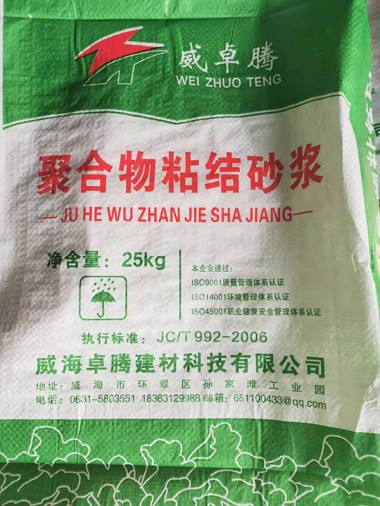 威卓腾
WEI ZHUO TENG
聚合物粘结砂浆
—JU HE WU ZHAN JIE SHA JIANG—
净含量：25kg
本企业通过：
ISO9001质量管理体系认证
ISO14001环境管理体系认证
ISO45001职业健康安全管理体系认证
执行标准：JC/T 992-2006
威海卓腾建材科技有限公司
地址：威海市环翠区孙家滩工业园
电话：0631-5803551 18363129988 邮箱：651100433@qq.com